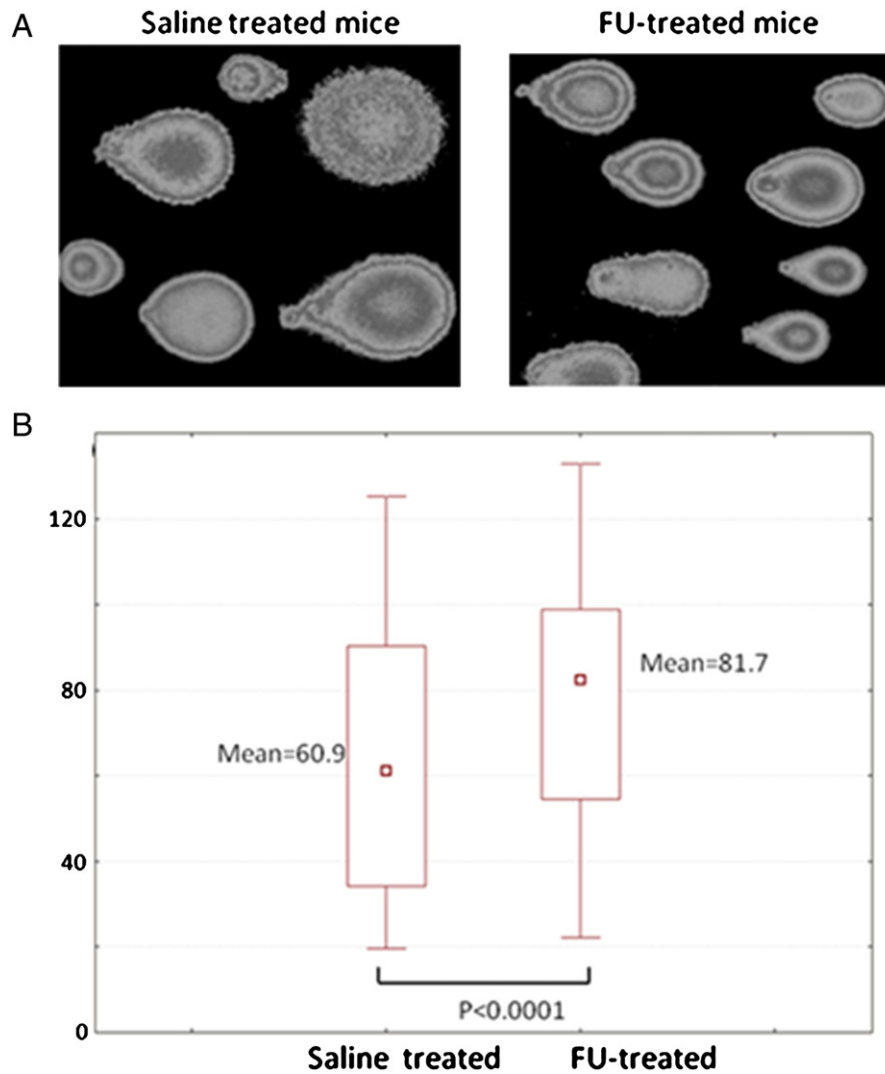 A
Saline treated mice
FU-treated mice
B
120
80
40
0
Mean=60.9
Mean=81.7
P<0.0001
Saline treated
FU-treated